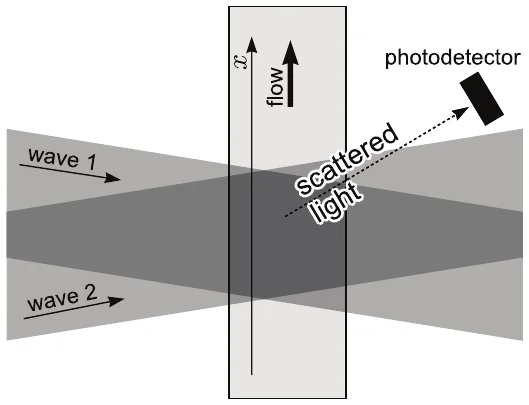 x
flow
photodetector
wave 1
scattered
light
wave 2